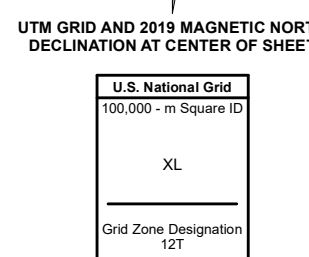 UTM GRID AND 2019 MAGNETIC NORT
DECLINATION AT CENTER OF SHEET
U.S. National Grid
100,000 - m Square ID
XL
Grid Zone Designation
12T